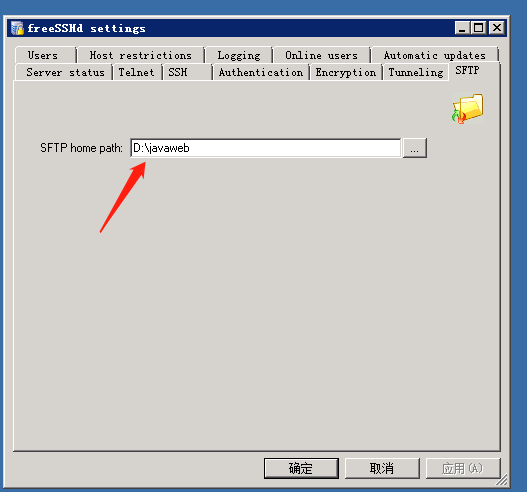 freeSSHd settings
Users Host restrictions Logging Online users Automatic updates
Server status Telnet SSH Authentication Encryption Tunneling SFTP
SFTP home path: D:\javaweb ...
确定 取消 应用(A)